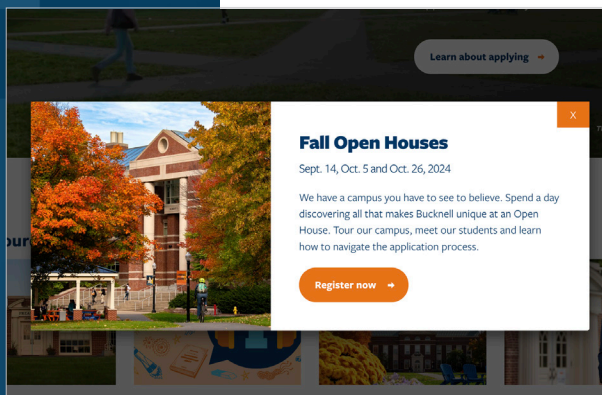 Learn about applying →
X
Fall Open Houses
Sept. 14, Oct. 5 and Oct. 26, 2024
We have a campus you have to see to believe. Spend a day
discovering all that makes Bucknell unique at an Open
House. Tour our campus, meet our students and learn
how to navigate the application process.
Register now →